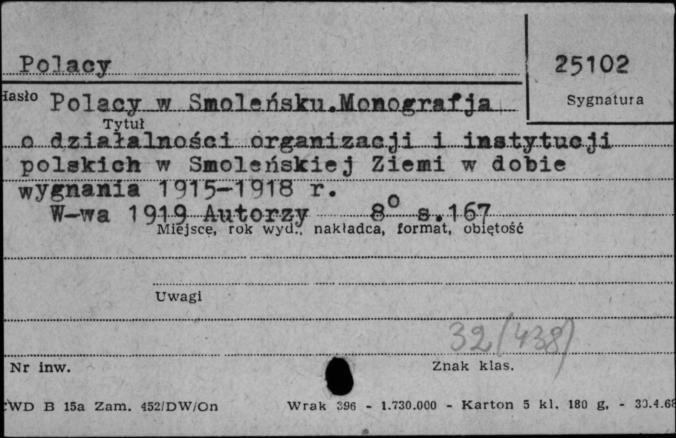 Polacy
25102
Hasło
Sygnatura
Polacy w Smoleńsku.Monografja
Tytuł
o działalności organizacji i instytucji
polskich w Smoleńskiej Ziemi w dobie
wygnania 1915-1918 r.
W-wa 1919 Autorzy 8° s.167
Miejsce, rok wyd., nakładca, format, objętość
Uwagi
32(438)
Nr inw.
Znak klas.
WD B 15a Zam. 452/DW/On Wrak 396 - 1.730.000 - Karton 5 kl. 180 g. - 30.4.68